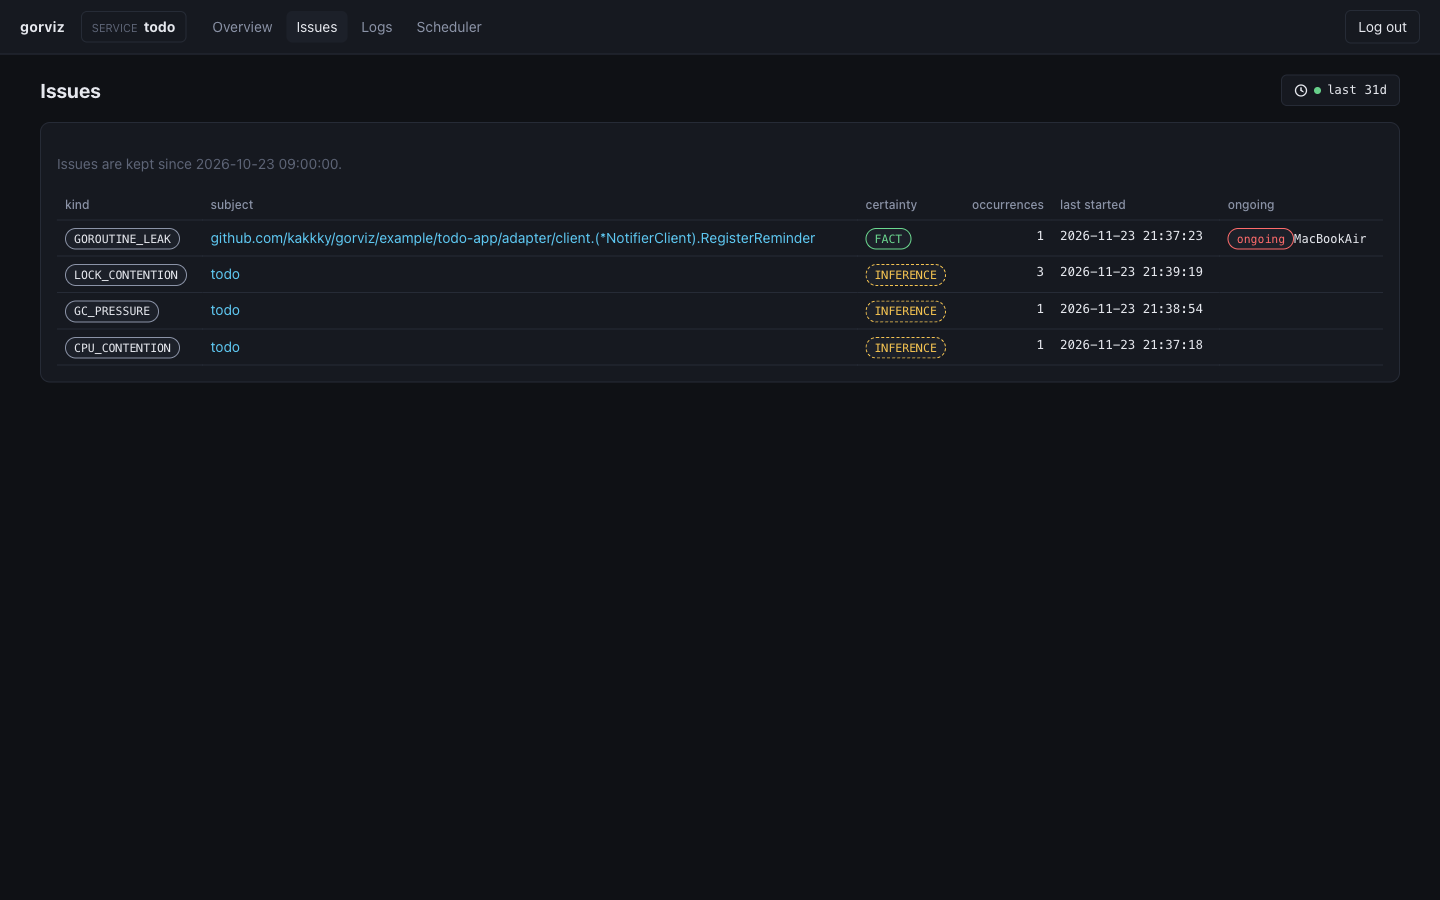 gorviz SERVICE todo Overview Issues Logs Scheduler Log out
Issues last 31d
Issues are kept since 2026-10-23 09:00:00.
kind subject certainty occurrences last started ongoing
GOROUTINE_LEAK github.com/kakkky/gorviz/example/todo-app/adapter/client.(*NotifierClient).RegisterReminder FACT 1 2026-11-23 21:37:23 ongoing MacBookAir
LOCK_CONTENTION todo INFERENCE 3 2026-11-23 21:39:19
GC_PRESSURE todo INFERENCE 1 2026-11-23 21:38:54
CPU_CONTENTION todo INFERENCE 1 2026-11-23 21:37:18